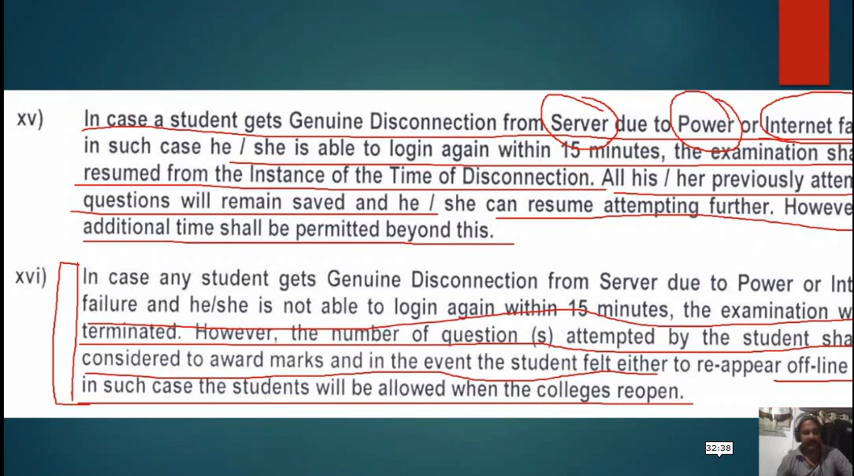 xv) In case a student gets Genuine Disconnection from Server due to Power or Internet fa
in such case he / she is able to login again within 15 minutes, the examination sha
resumed from the Instance of the Time of Disconnection. All his / her previously attem
questions will remain saved and he / she can resume attempting further. Howeve
additional time shall be permitted beyond this.
xvi) In case any student gets Genuine Disconnection from Server due to Power or Int
failure and he/she is not able to login again within 15 minutes, the examination w
terminated. However, the number of question (s) attempted by the student sha
considered to award marks and in the event the student felt either to re-appear off-line
in such case the students will be allowed when the colleges reopen.
32:38